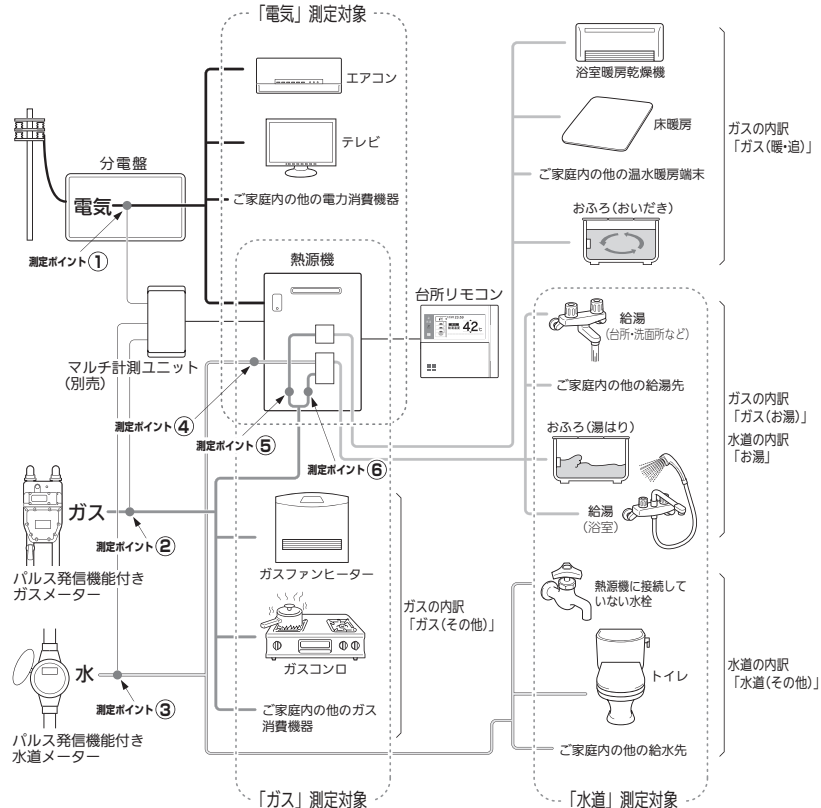 「電気」測定対象
エアコン
テレビ
ご家庭内の他の電力消費機器
分電盤
電気
測定ポイント①
熱源機
台所リモコン
42℃
マルチ計測ユニット
(別売)
測定ポイント④
測定ポイント⑤
測定ポイント⑥
ガス
測定ポイント②
パルス発信機能付き
ガスメーター
水
測定ポイント③
パルス発信機能付き
水道メーター
ガスファンヒーター
ガスコンロ
ご家庭内の他のガス
消費機器
ガスの内訳
「ガス(その他)」
「ガス」測定対象
浴室暖房乾燥機
床暖房
ご家庭内の他の温水暖房端末
おふろ(おいだき)
ガスの内訳
「ガス(暖・追)」
給湯
(台所・洗面所など)
ご家庭内の他の給湯先
おふろ(湯はり)
給湯
(浴室)
ガスの内訳
「ガス(お湯)」
水道の内訳
「お湯」
熱源機に接続して
いない水栓
トイレ
ご家庭内の他の給水先
水道の内訳
「水道(その他)」
「水道」測定対象